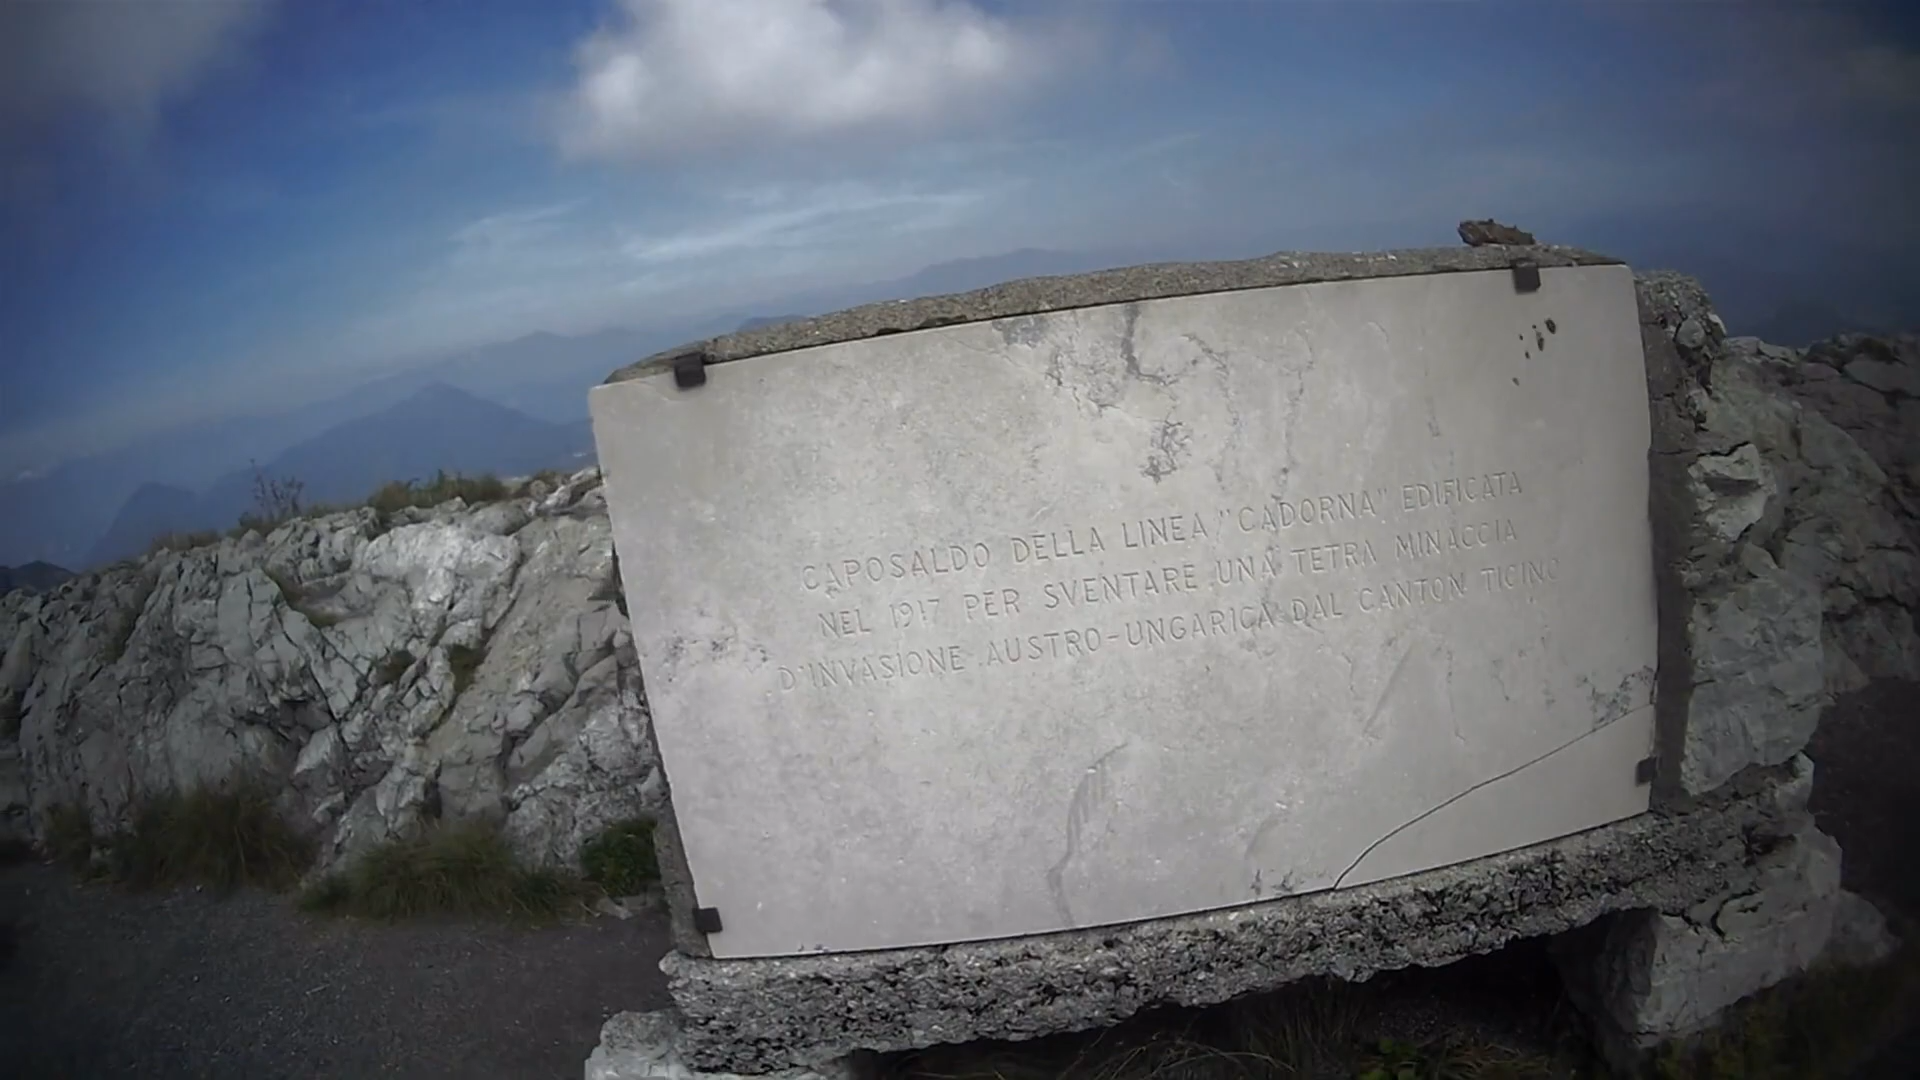 CAPOSALDO DELLA LINEA "CADORNA" EDIFICATA
NEL 1917 PER SVENTARE UNA TETRA MINACCIA
D'INVASIONE AUSTRO-UNGARICA DAL CANTON TICINO